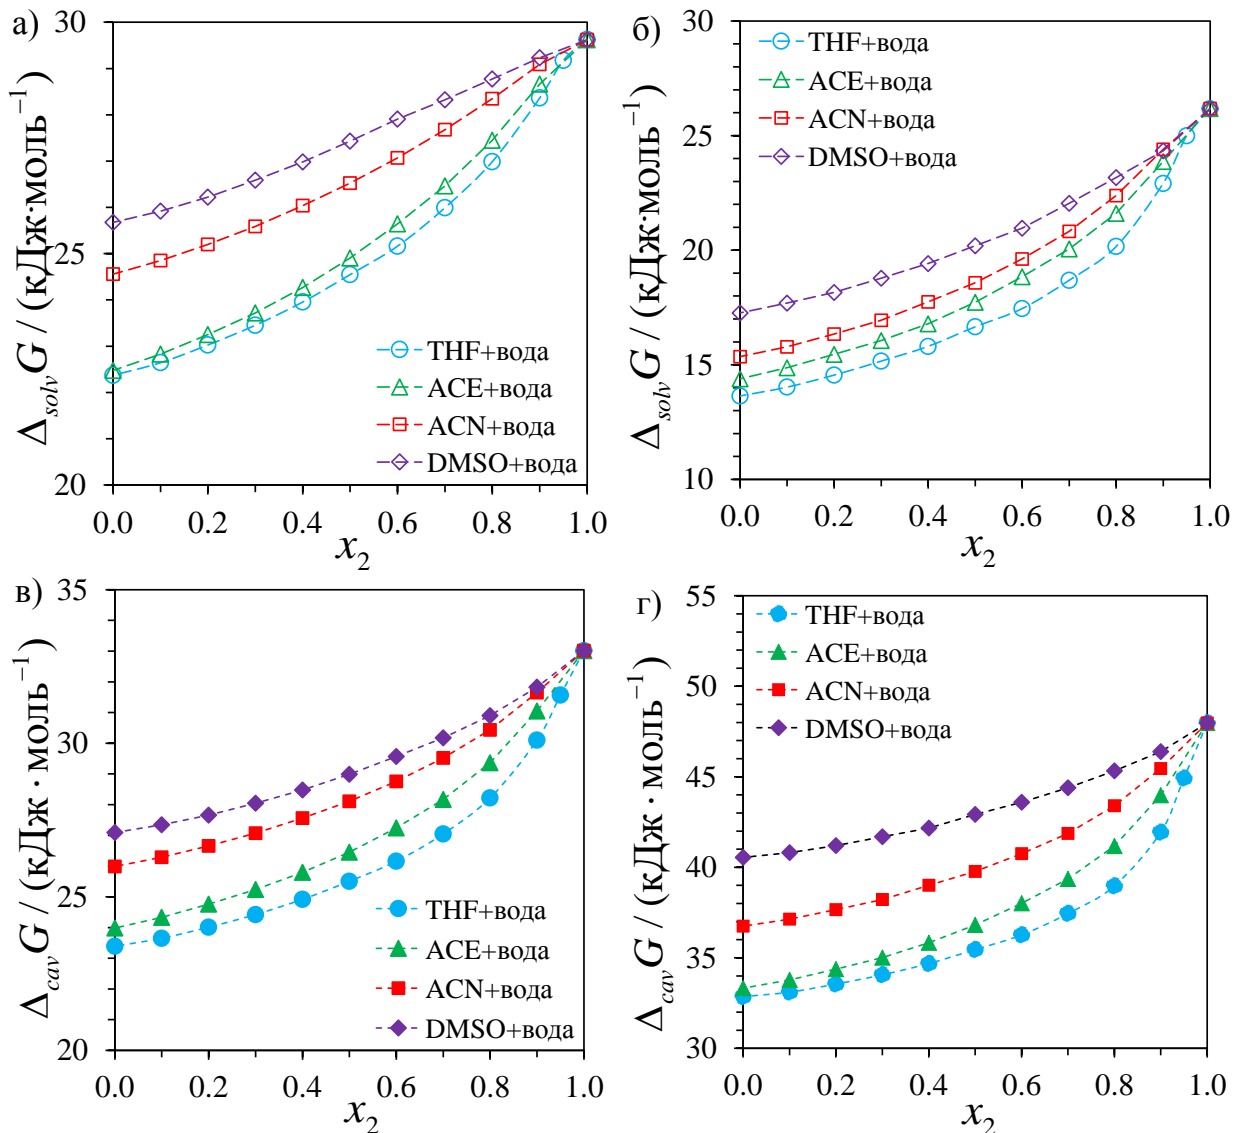 а)
30
25
20
Δ_solv G / (кДж·моль⁻¹)
THF+вода
ACE+вода
ACN+вода
DMSO+вода
0.0 0.2 0.4 0.6 0.8 1.0
x₂
б)
30
25
20
15
10
Δ_solv G / (кДж·моль⁻¹)
THF+вода
ACE+вода
ACN+вода
DMSO+вода
0.0 0.2 0.4 0.6 0.8 1.0
x₂
в)
35
30
25
20
Δ_cav G / (кДж · моль⁻¹)
THF+вода
ACE+вода
ACN+вода
DMSO+вода
0.0 0.2 0.4 0.6 0.8 1.0
x₂
г)
55
50
45
40
35
30
Δ_cav G / (кДж · моль⁻¹)
THF+вода
ACE+вода
ACN+вода
DMSO+вода
0.0 0.2 0.4 0.6 0.8 1.0
x₂